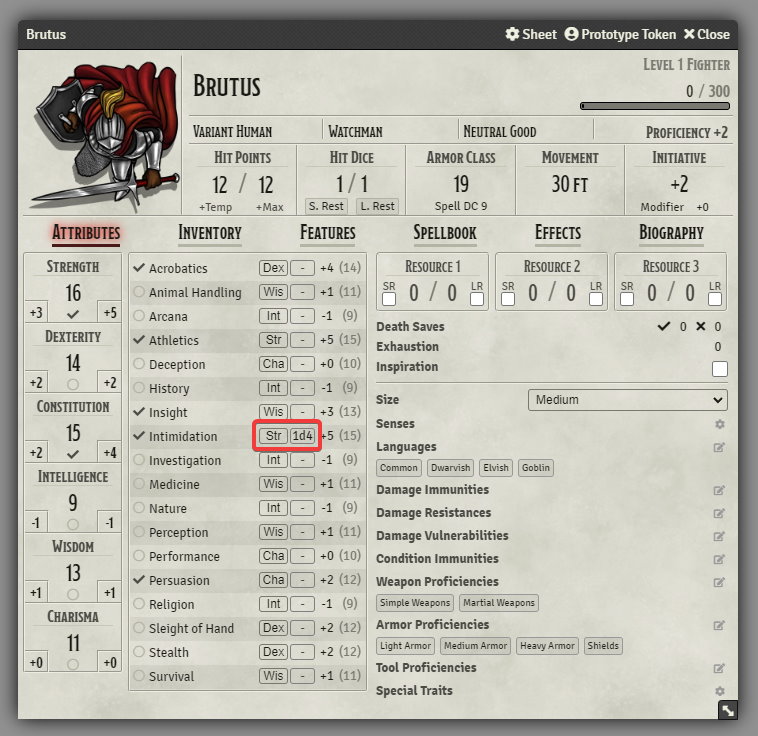 Brutus
Sheet Prototype Token Close
Brutus
Level 1 Fighter
0 / 300
Variant Human Watchman Neutral Good Proficiency +2
Hit Points Hit Dice Armor Class Movement Initiative
12 / 12 1 / 1 19 30 ft +2
+Temp +Max S. Rest L. Rest Spell DC 9 Modifier +0
Attributes Inventory Features Spellbook Effects Biography
Strength
16
+3 +5
Dexterity
14
+2 +2
Constitution
15
+2 +4
Intelligence
9
-1 -1
Wisdom
13
+1 +1
Charisma
11
+0 +0
Acrobatics Dex - +4 (14)
Animal Handling Wis - +1 (11)
Arcana Int - -1 (9)
Athletics Str - +5 (15)
Deception Cha - +0 (10)
History Int - -1 (9)
Insight Wis - +3 (13)
Intimidation Str 1d4 +5 (15)
Investigation Int - -1 (9)
Medicine Wis - +1 (11)
Nature Int - -1 (9)
Perception Wis - +1 (11)
Performance Cha - +0 (10)
Persuasion Cha - +2 (12)
Religion Int - -1 (9)
Sleight of Hand Dex - +2 (12)
Stealth Dex - +2 (12)
Survival Wis - +1 (11)
Resource 1 Resource 2 Resource 3
SR 0 / 0 LR SR 0 / 0 LR SR 0 / 0 LR
Death Saves 0 0
Exhaustion 0
Inspiration
Size Medium
Senses
Languages
Common Dwarvish Elvish Goblin
Damage Immunities
Damage Resistances
Damage Vulnerabilities
Condition Immunities
Weapon Proficiencies
Simple Weapons Martial Weapons
Armor Proficiencies
Light Armor Medium Armor Heavy Armor Shields
Tool Proficiencies
Special Traits